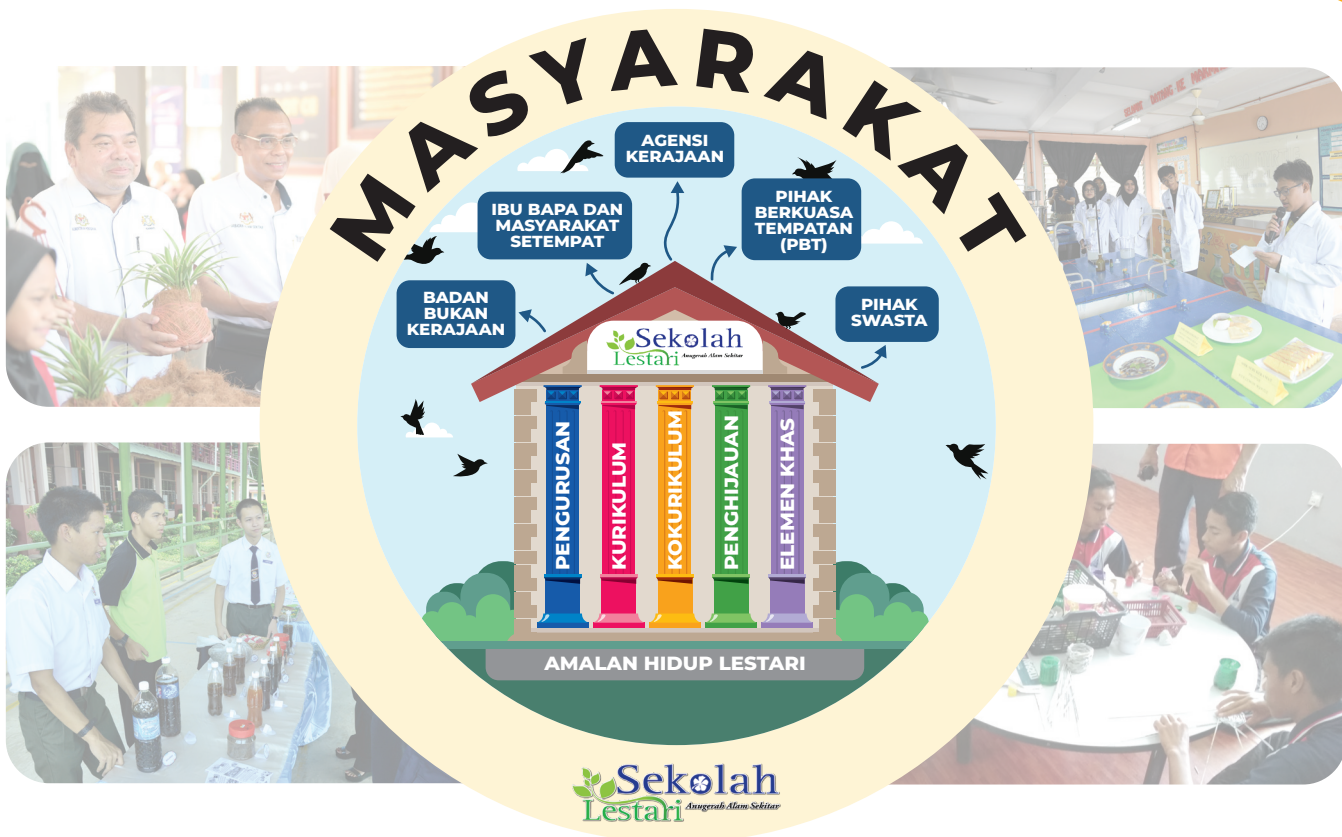 MASYARAKAT
AGENSI
KERAJAAN
IBU BAPA DAN
MASYARAKAT
SETEMPAT
PIHAK
BERKUASA
TEMPATAN
(PBT)
BADAN
BUKAN
KERAJAAN
PIHAK
SWASTA
Sekolah
Lestari Anugerah Alam Sekitar
PENGURUSAN
KURIKULUM
KOKURIKULUM
PENGHIJAUAN
ELEMEN KHAS
AMALAN HIDUP LESTARI
Sekolah
Lestari Anugerah Alam Sekitar